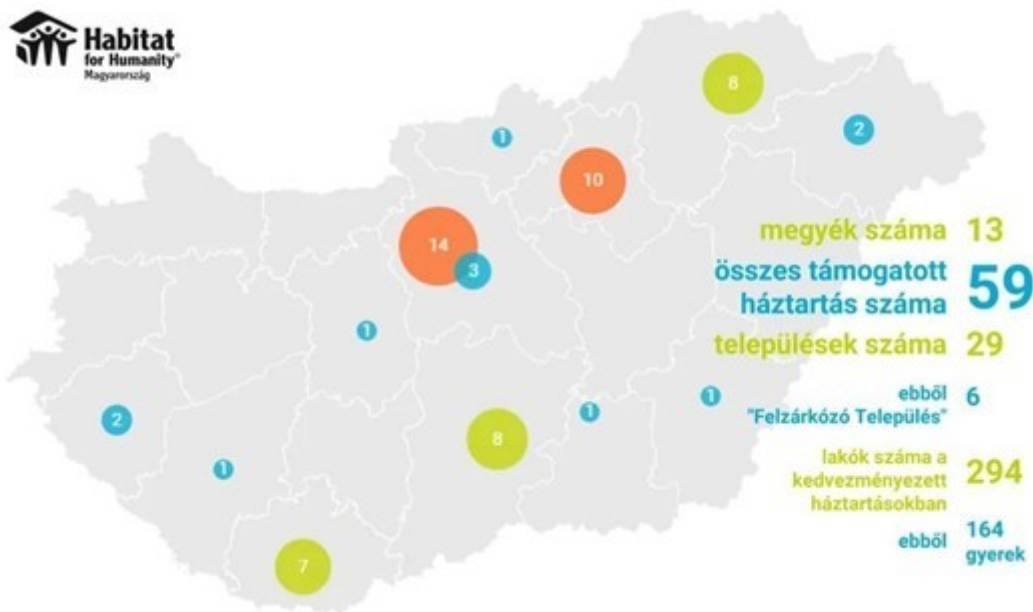 Habitat
for Humanity®
Magyarország
8
2
1
10
14
3
1
2
1
8
1
1
7
megyék száma 13
összes támogatott
háztartás száma 59
települések száma 29
ebből 6
"Felzárkózó Település"
lakók száma a
kedvezményezett 294
háztartásokban
ebből 164
gyerek